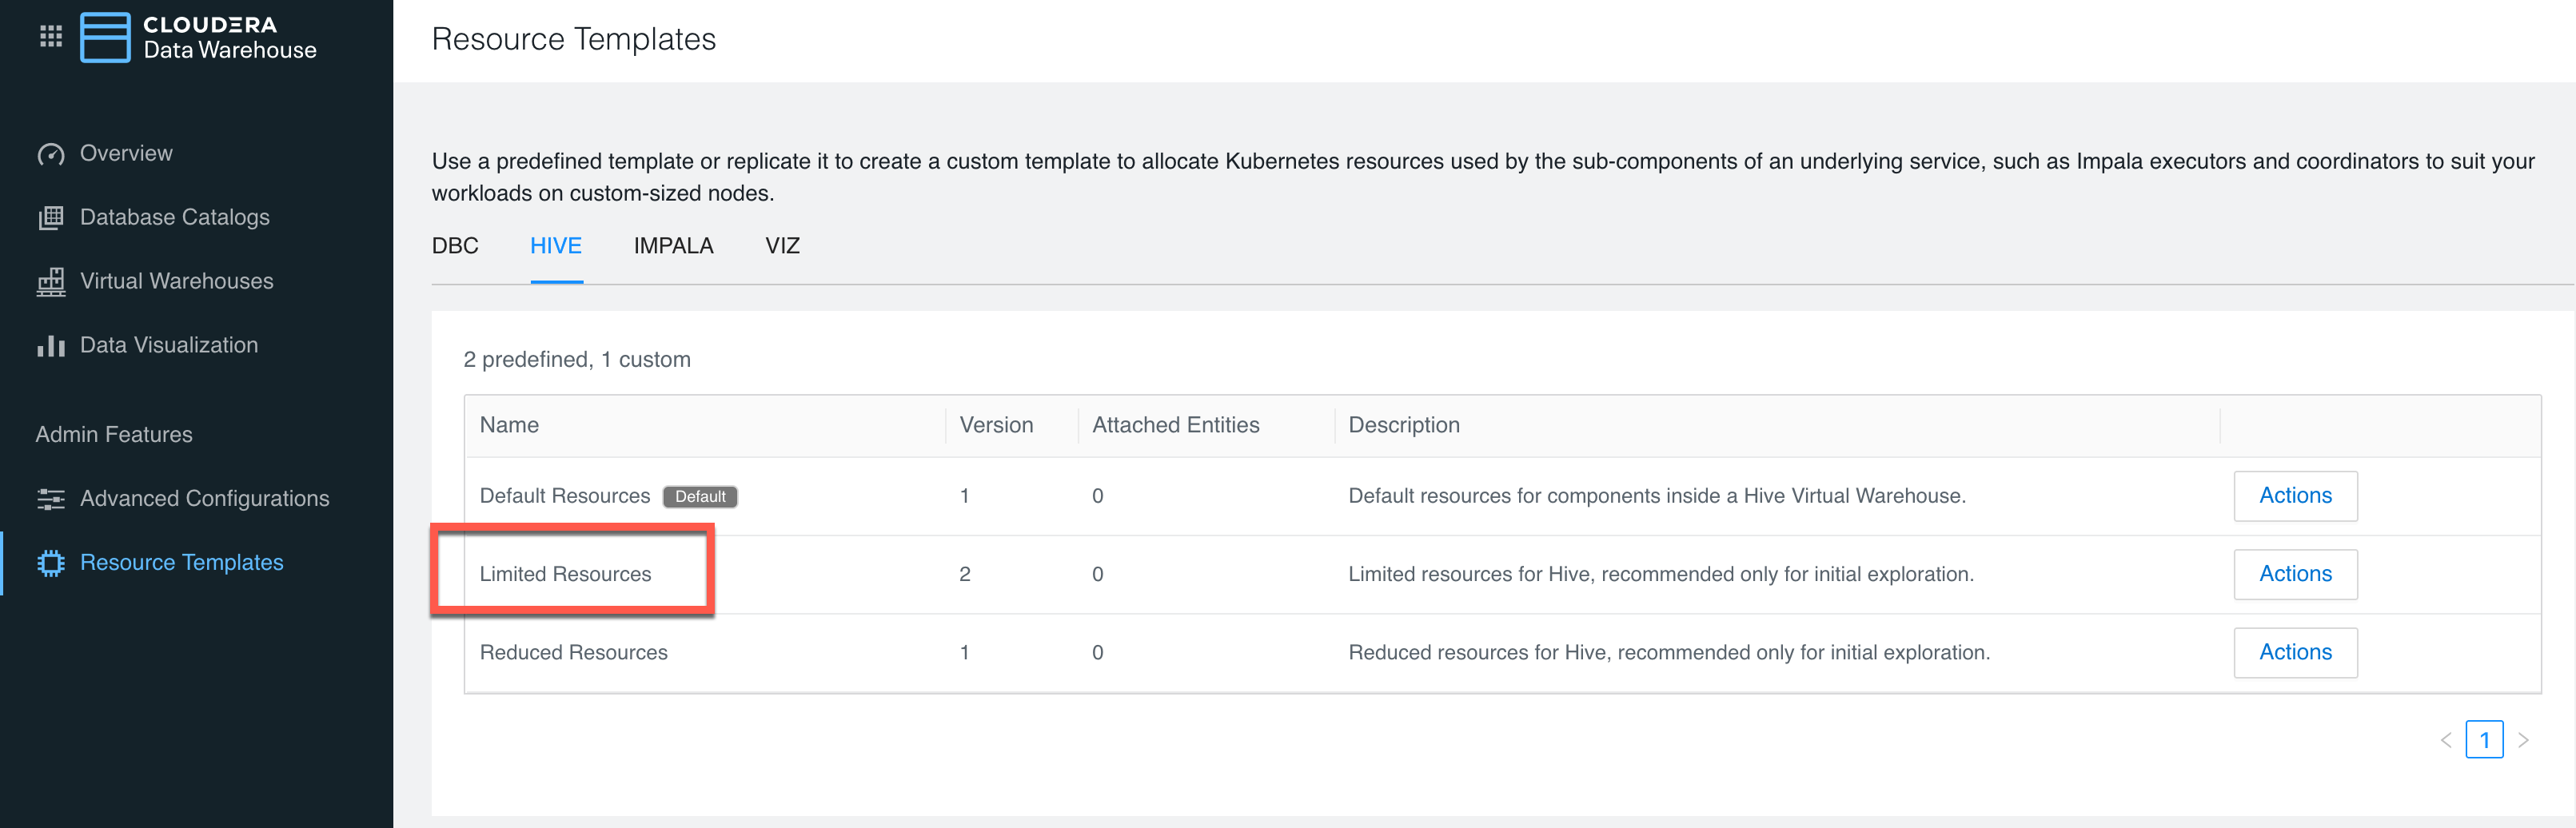 CLOUDERA
Data Warehouse
Overview
Database Catalogs
Virtual Warehouses
Data Visualization
Admin Features
Advanced Configurations
Resource Templates
Resource Templates
Use a predefined template or replicate it to create a custom template to allocate Kubernetes resources used by the sub-components of an underlying service, such as Impala executors and coordinators to suit your
workloads on custom-sized nodes.
DBC HIVE IMPALA VIZ
2 predefined, 1 custom
Name Version Attached Entities Description
Default Resources Default 1 0 Default resources for components inside a Hive Virtual Warehouse. Actions
Limited Resources 2 0 Limited resources for Hive, recommended only for initial exploration. Actions
Reduced Resources 1 0 Reduced resources for Hive, recommended only for initial exploration. Actions
< 1 >